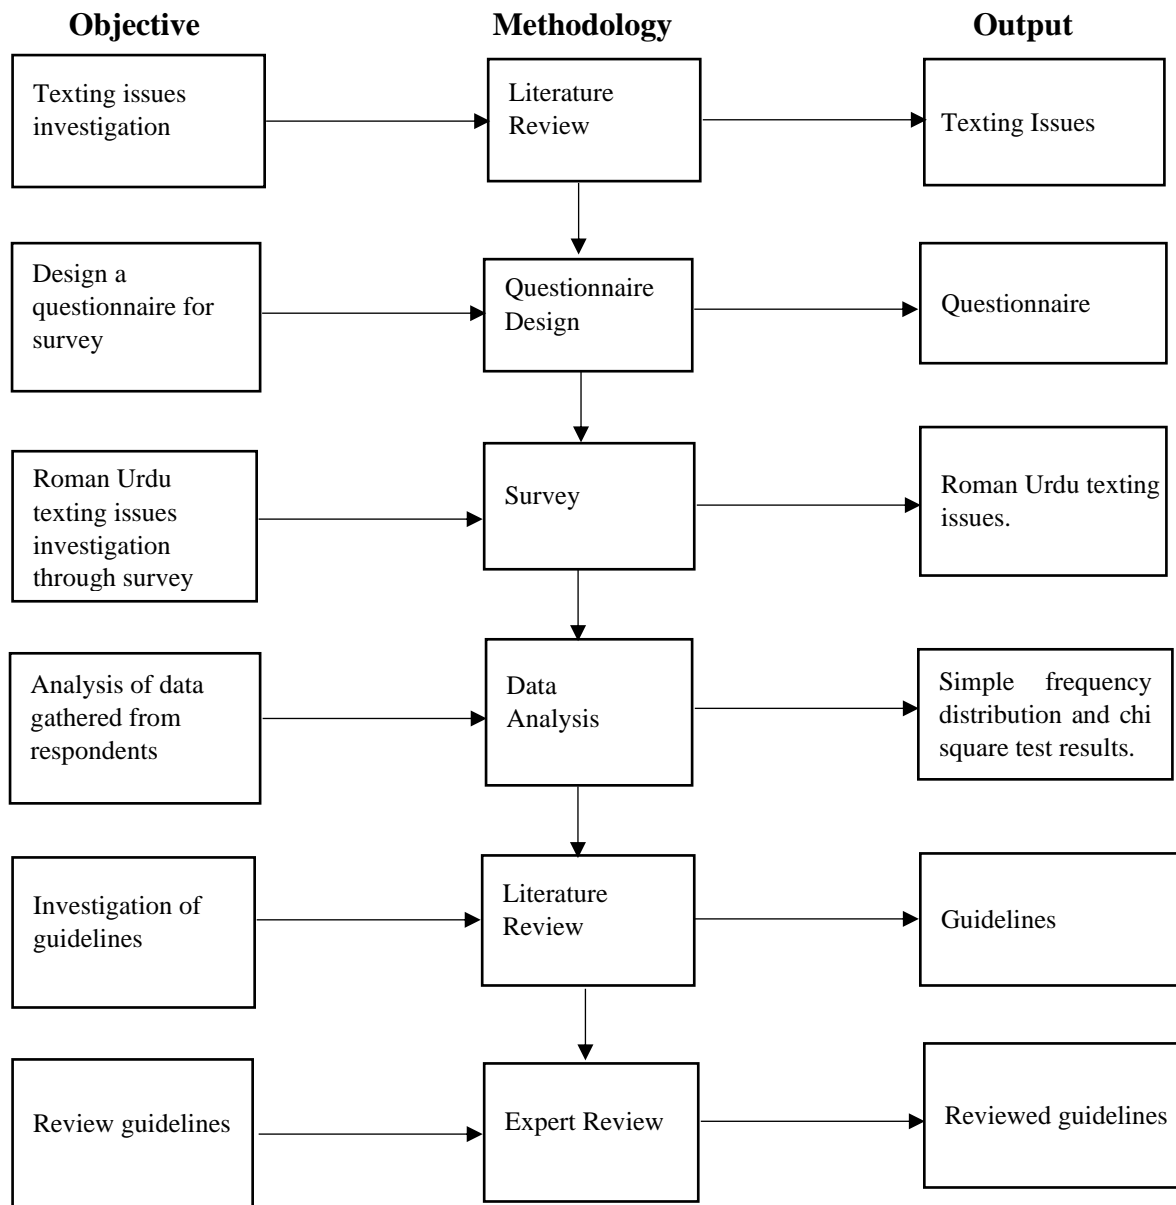 Objective
Methodology
Output
Texting issues
investigation
Literature
Review
Texting Issues
Design a
questionnaire for
survey
Questionnaire
Design
Questionnaire
Roman Urdu
texting issues
investigation
through survey
Survey
Roman Urdu texting
issues.
Analysis of data
gathered from
respondents
Data
Analysis
Simple frequency
distribution and chi
square test results.
Investigation of
guidelines
Literature
Review
Guidelines
Review guidelines
Expert Review
Reviewed guidelines